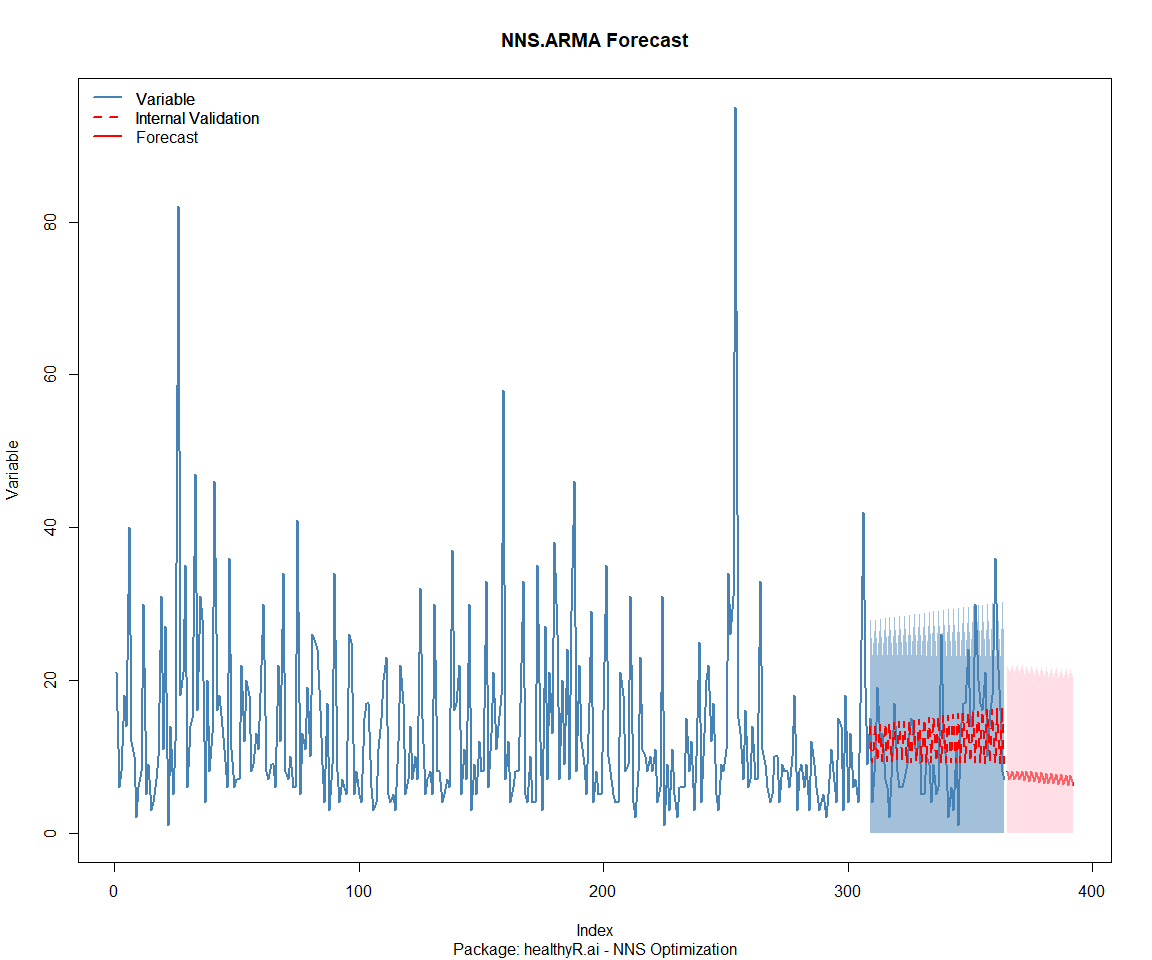 NNS.ARMA Forecast
Variable
Internal Validation
Forecast
Variable
80
60
40
20
0
0 100 200 300 400
Index
Package: healthyR.ai - NNS Optimization